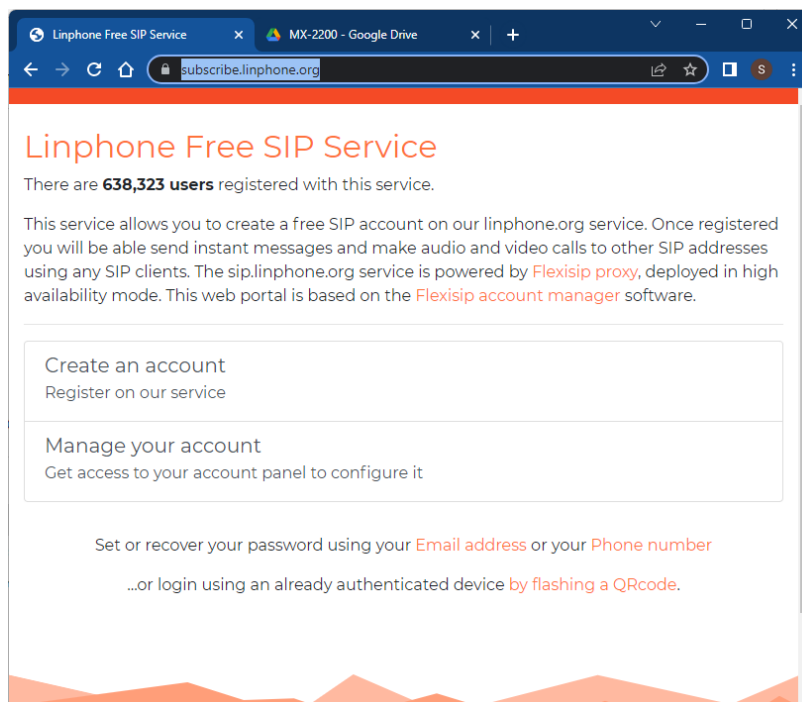 Linphone Free SIP Service
MX-2200 - Google Drive
subscribe.linphone.org
S
Linphone Free SIP Service
There are 638,323 users registered with this service.
This service allows you to create a free SIP account on our linphone.org service. Once registered
you will be able send instant messages and make audio and video calls to other SIP addresses
using any SIP clients. The sip.linphone.org service is powered by Flexisip proxy, deployed in high
availability mode. This web portal is based on the Flexisip account manager software.
Create an account
Register on our service
Manage your account
Get access to your account panel to configure it
Set or recover your password using your Email address or your Phone number
...or login using an already authenticated device by flashing a QRcode.